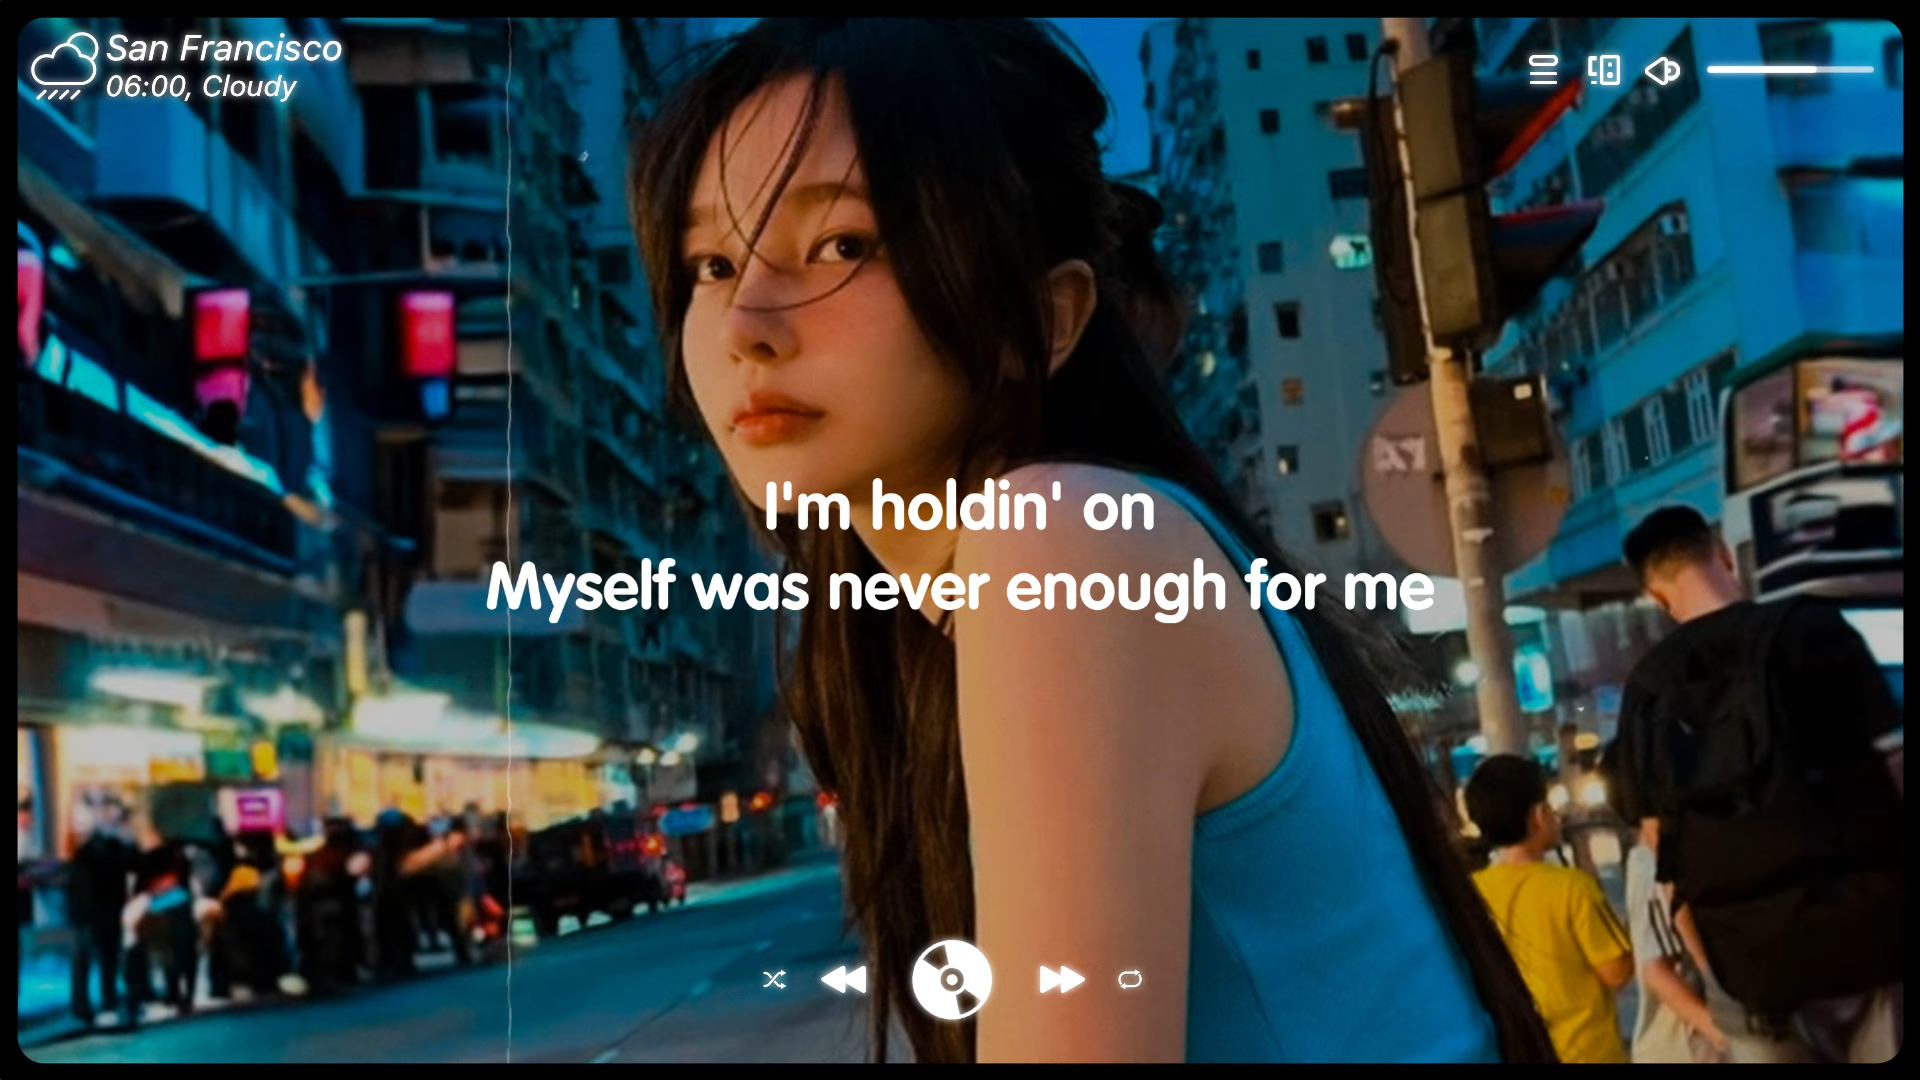 San Francisco
06:00, Cloudy
I'm holdin' on
Myself was never enough for me